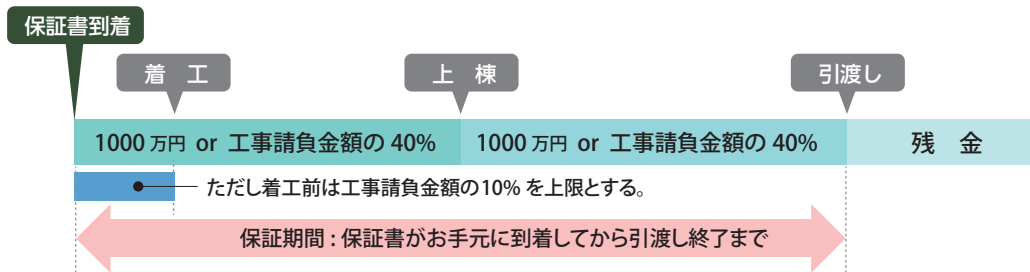 保証書到着
着　工
上　棟
引渡し
1000 万円 or 工事請負金額の 40%
1000 万円 or 工事請負金額の 40%
残　金
ただし着工前は工事請負金額の10% を上限とする。
保証期間 : 保証書がお手元に到着してから引渡し終了まで